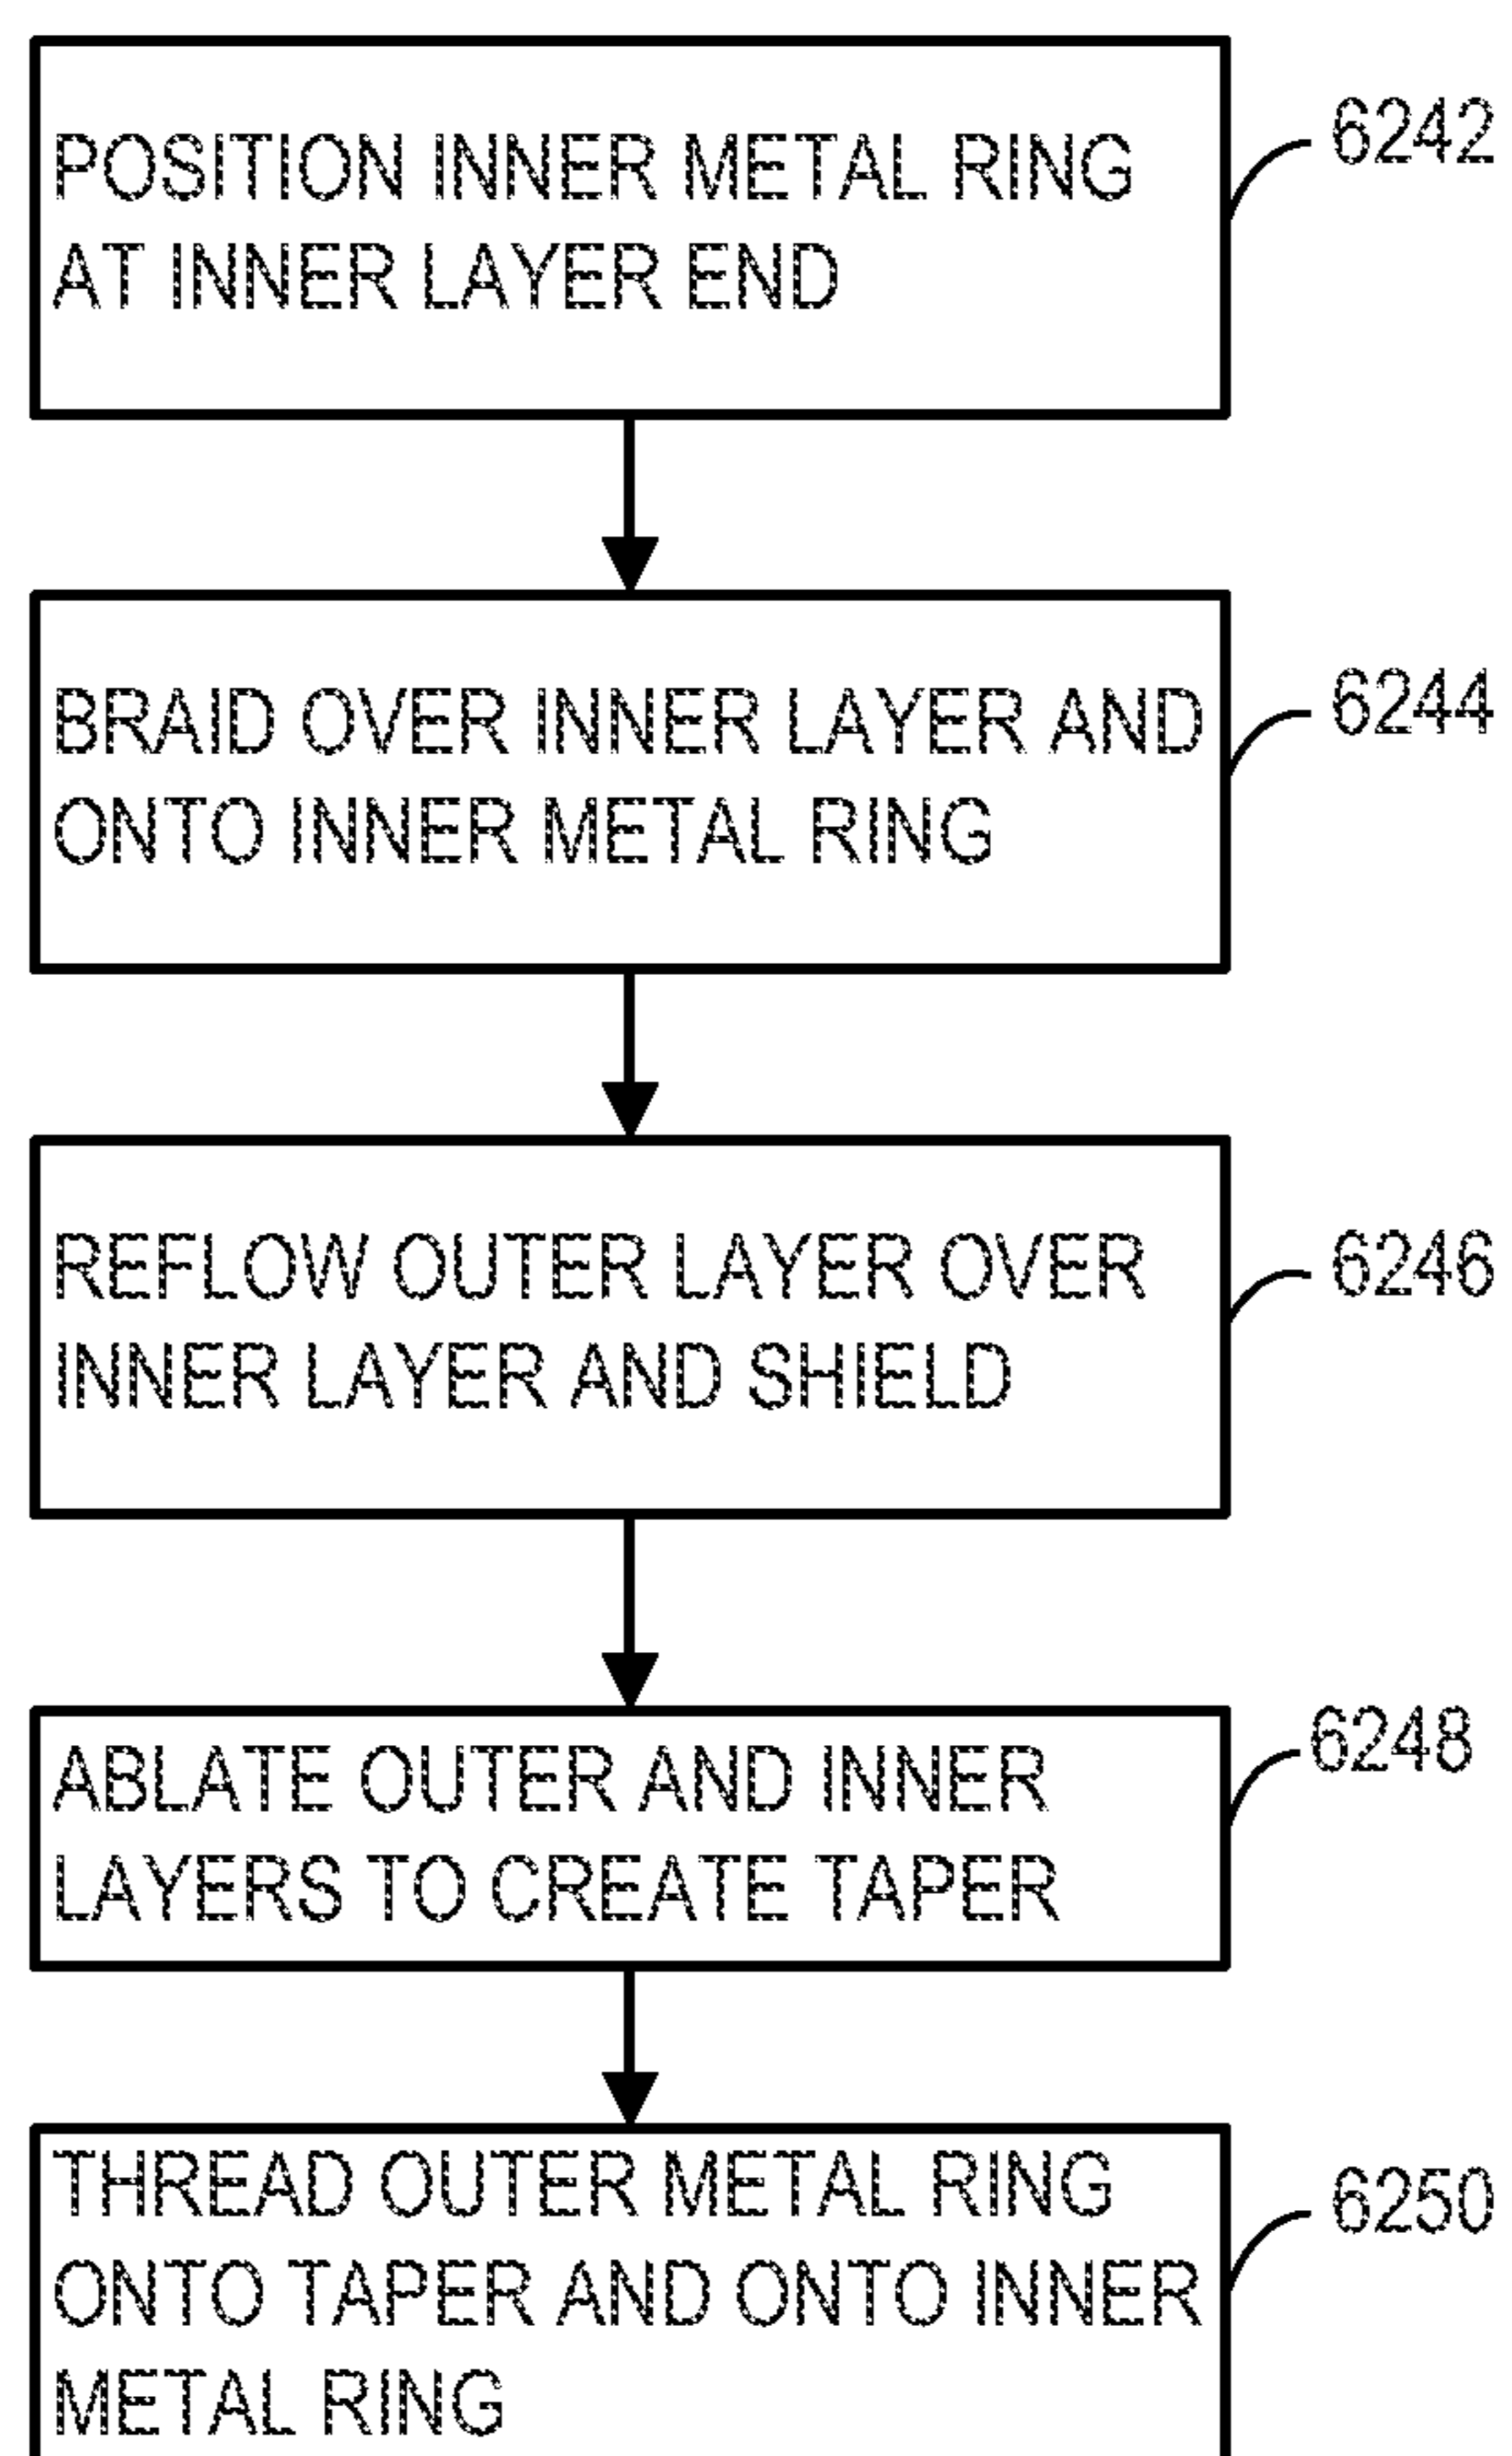 POSITION INNER METAL RING
AT INNER LAYER END
6242
BRAID OVER INNER LAYER AND
ONTO INNER METAL RING
6244
REFLOW OUTER LAYER OVER
INNER LAYER AND SHIELD
6246
ABLATE OUTER AND INNER
LAYERS TO CREATE TAPER
6248
THREAD OUTER METAL RING
ONTO TAPER AND ONTO INNER
METAL RING
6250